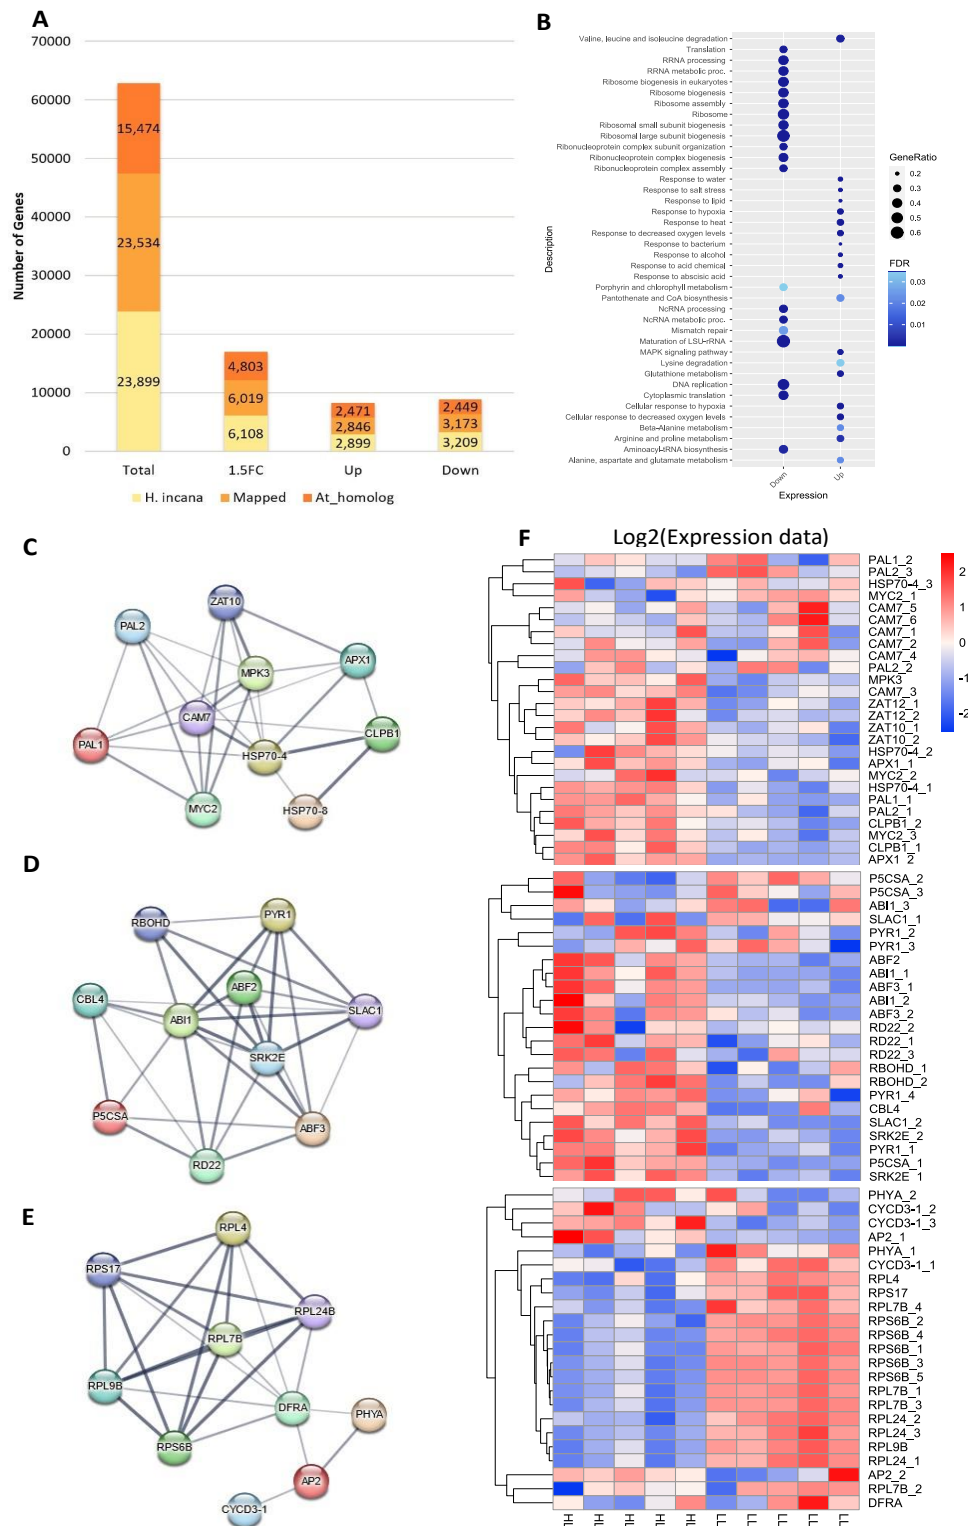 A
70000
60000
50000
40000
30000
20000
10000
0
Number of Genes
15,474
23,534
23,899
4,803
6,019
6,108
2,471
2,846
2,899
2,449
3,173
3,209
Total 1.5FC Up Down
H. incana Mapped At_homolog
B
Description
Valine, leucine and isoleucine degradation
Translation
RRNA processing
RRNA metabolic proc.
Ribosome biogenesis in eukaryotes
Ribosome biogenesis
Ribosome assembly
Ribosome
Ribosomal small subunit biogenesis
Ribosomal large subunit biogenesis
Ribonucleoprotein complex subunit organization
Ribonucleoprotein complex biogenesis
Ribonucleoprotein complex assembly
Response to water
Response to salt stress
Response to lipid
Response to hypoxia
Response to heat
Response to decreased oxygen levels
Response to bacterium
Response to alcohol
Response to acid chemical
Response to abscisic acid
Porphyrin and chlorophyll metabolism
Pantothenate and CoA biosynthesis
NcRNA processing
NcRNA metabolic proc.
Mismatch repair
Maturation of LSU-rRNA
MAPK signaling pathway
Lysine degradation
Glutathione metabolism
DNA replication
Cytoplasmic translation
Cellular response to hypoxia
Cellular response to decreased oxygen levels
Beta-Alanine metabolism
Arginine and proline metabolism
Aminoacyl-tRNA biosynthesis
Alanine, aspartate and glutamate metabolism
Down
Up
Expression
GeneRatio
0.2
0.3
0.4
0.5
0.6
FDR
0.03
0.02
0.01
C
ZAT10
PAL2
APX1
MPK3
CAM7
CLPB1
PAL1
HSP70-4
MYC2
HSP70-8
D
RBOHD
PYR1
ABF2
CBL4
SLAC1
ABI1
SRK2E
P5CSA
ABF3
RD22
E
RPL4
RPS17
RPL24B
RPL7B
RPL9B
DFRA
PHYA
RPS6B
AP2
CYCD3-1
F
Log2(Expression data)
PAL1_2
PAL2_3
HSP70-4_3
MYC2_1
CAM7_5
CAM7_6
CAM7_1
CAM7_2
CAM7_4
PAL2_2
MPK3
CAM7_3
ZAT12_1
ZAT12_2
ZAT10_1
ZAT10_2
HSP70-4_2
APX1_1
MYC2_2
HSP70-4_1
PAL1_1
PAL2_1
CLPB1_2
MYC2_3
CLPB1_1
APX1_2
2
1
0
-1
-2
P5CSA_2
P5CSA_3
ABI1_3
SLAC1_1
PYR1_2
PYR1_3
ABF2
ABI1_1
ABF3_1
ABI1_2
ABF3_2
RD22_2
RD22_1
RD22_3
RBOHD_1
RBOHD_2
PYR1_4
CBL4
SLAC1_2
SRK2E_2
PYR1_1
P5CSA_1
SRK2E_1
PHYA_2
CYCD3-1_2
CYCD3-1_3
AP2_1
PHYA_1
CYCD3-1_1
RPL4
RPS17
RPL7B_4
RPS6B_2
RPS6B_4
RPS6B_1
RPS6B_3
RPS6B_5
RPL7B_1
RPL7B_3
RPL24_2
RPL24_3
RPL9B
RPL24_1
AP2_2
RPL7B_2
DFRA
HL HL HL HL HL LL LL LL LL LL